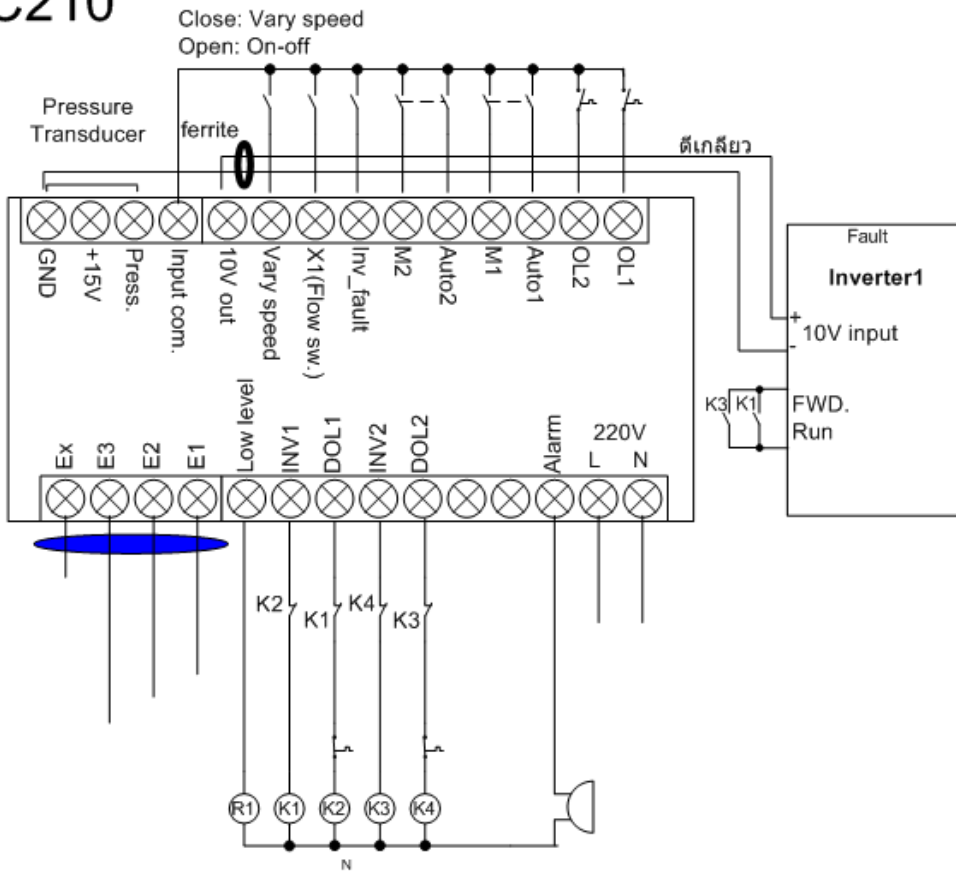 C210
Close: Vary speed
Open: On-off
Pressure
Transducer
ferrite
ตีเกลียว
GND
+15V
Press.
Input com.
10V out
Vary speed
X1(Flow sw.)
Inv_fault
M2
Auto2
M1
Auto1
OL2
OL1
Fault
Inverter1
+
10V input
-
K3
K1
FWD.
Run
Ex
E3
E2
E1
Low level
INV1
DOL1
INV2
DOL2
Alarm
220V
L
N
K2
K1
K4
K3
R1
K1
K2
K3
K4
N